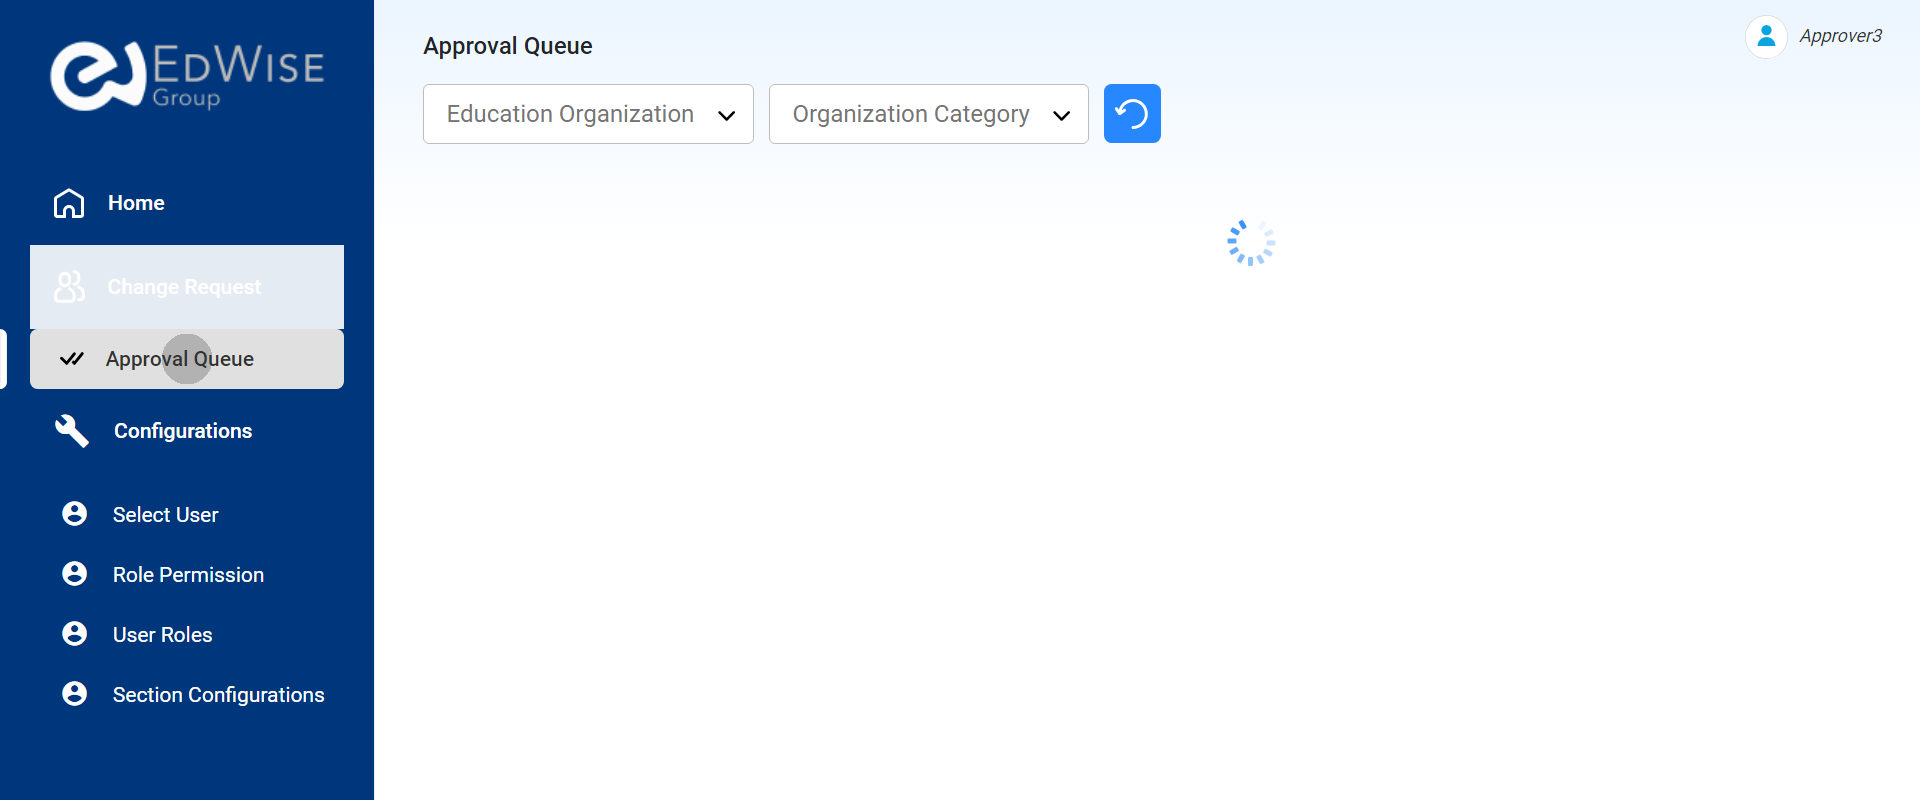 EDWISE
Group
Home
Change Request
Approval Queue
Configurations
Select User
Role Permission
User Roles
Section Configurations
Approval Queue
Education Organization
Organization Category
Approver3